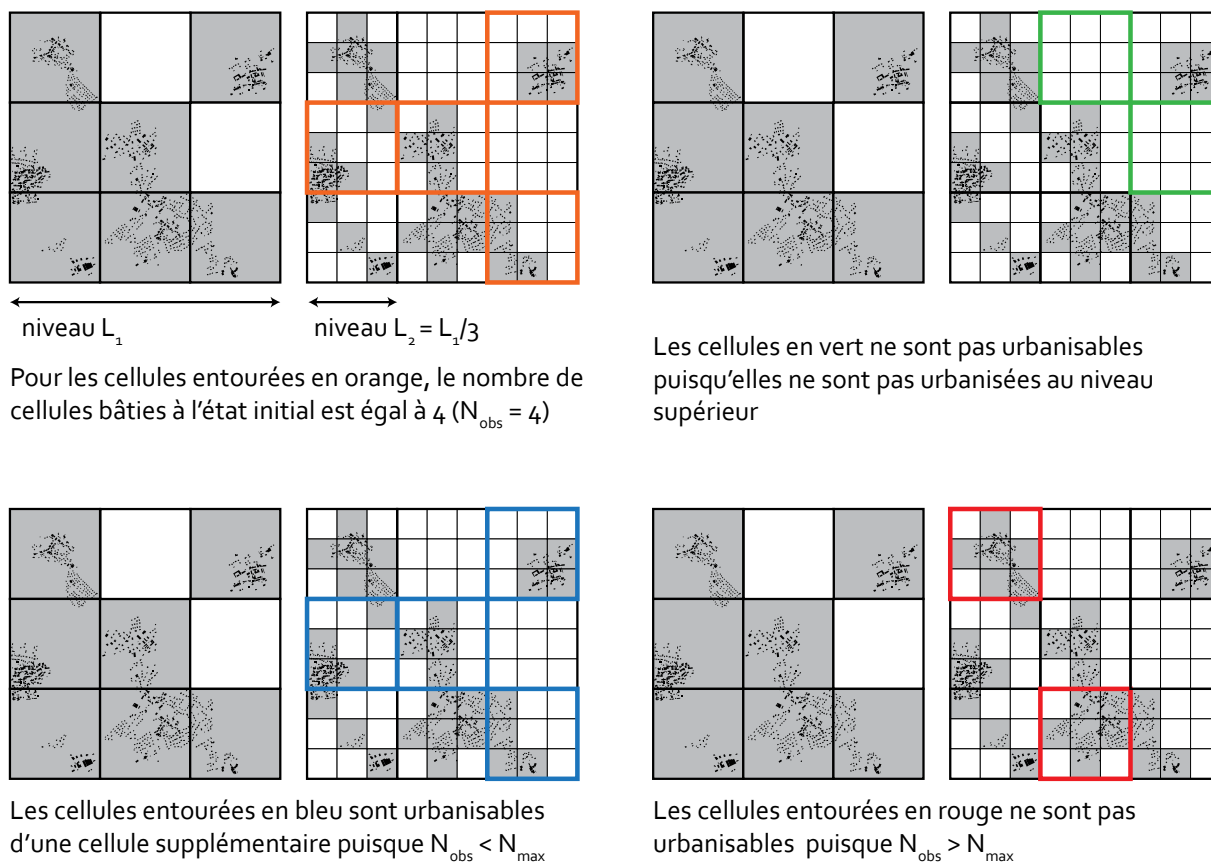 niveau L₁
niveau L₂ = L₁/3
Pour les cellules entourées en orange, le nombre de
cellules bâties à l'état initial est égal à 4 (N_obs = 4)
Les cellules en vert ne sont pas urbanisables
puisqu'elles ne sont pas urbanisées au niveau
supérieur
Les cellules entourées en bleu sont urbanisables
d'une cellule supplémentaire puisque N_obs < N_max
Les cellules entourées en rouge ne sont pas
urbanisables puisque N_obs > N_max